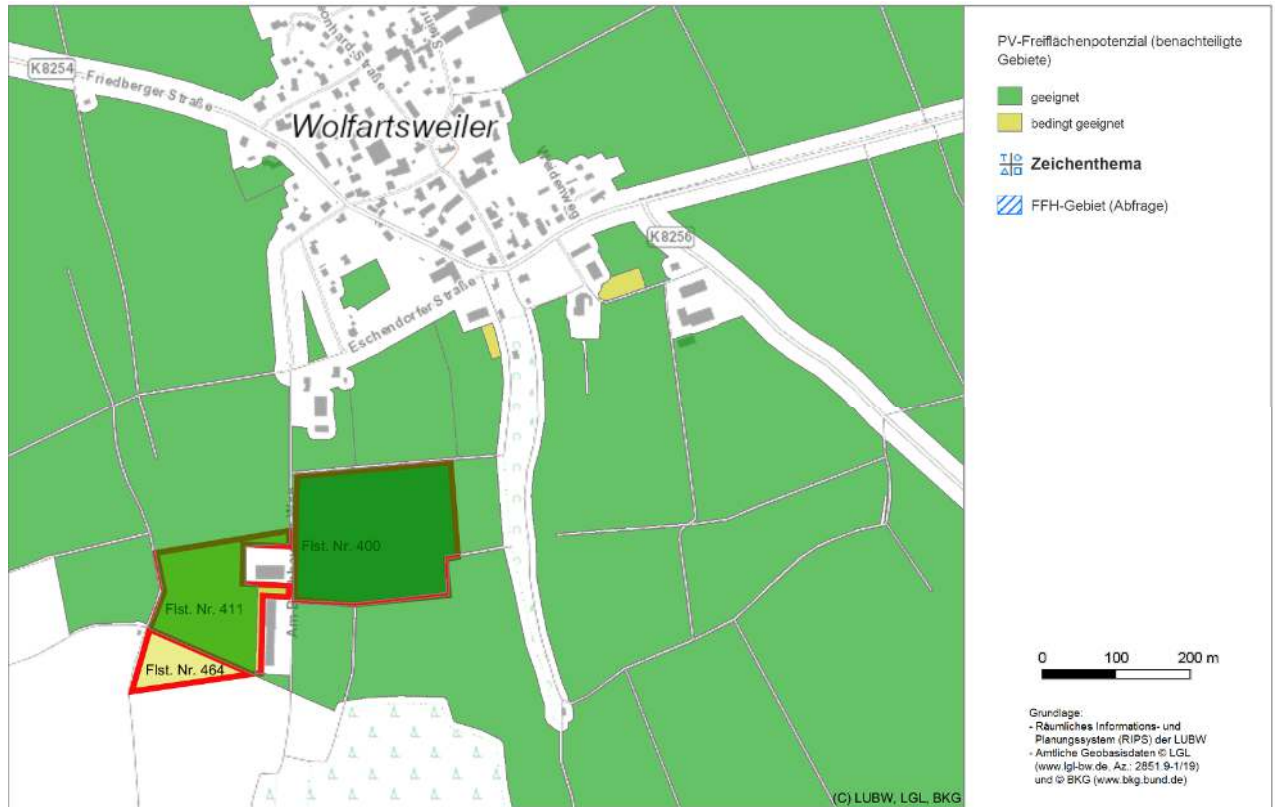 K8254
Friedberger Straße
Wolfartsweiler
Weidenweg
K8256
Eschendorfer Straße
Flst. Nr. 400
Flst. Nr. 411
Flst. Nr. 464
(C) LUBW, LGL, BKG
PV-Freiflächenpotenzial (benachteiligte
Gebiete)
geeignet
bedingt geeignet
Zeichenthema
FFH-Gebiet (Abfrage)
0 100 200 m
Grundlage:
- Räumliches Informations- und
Planungssystem (RIPS) der LUBW
- Amtliche Geobasisdaten © LGL
(www.lgl-bw.de, Az.: 2851.9-1/19)
und © BKG (www.bkg.bund.de)